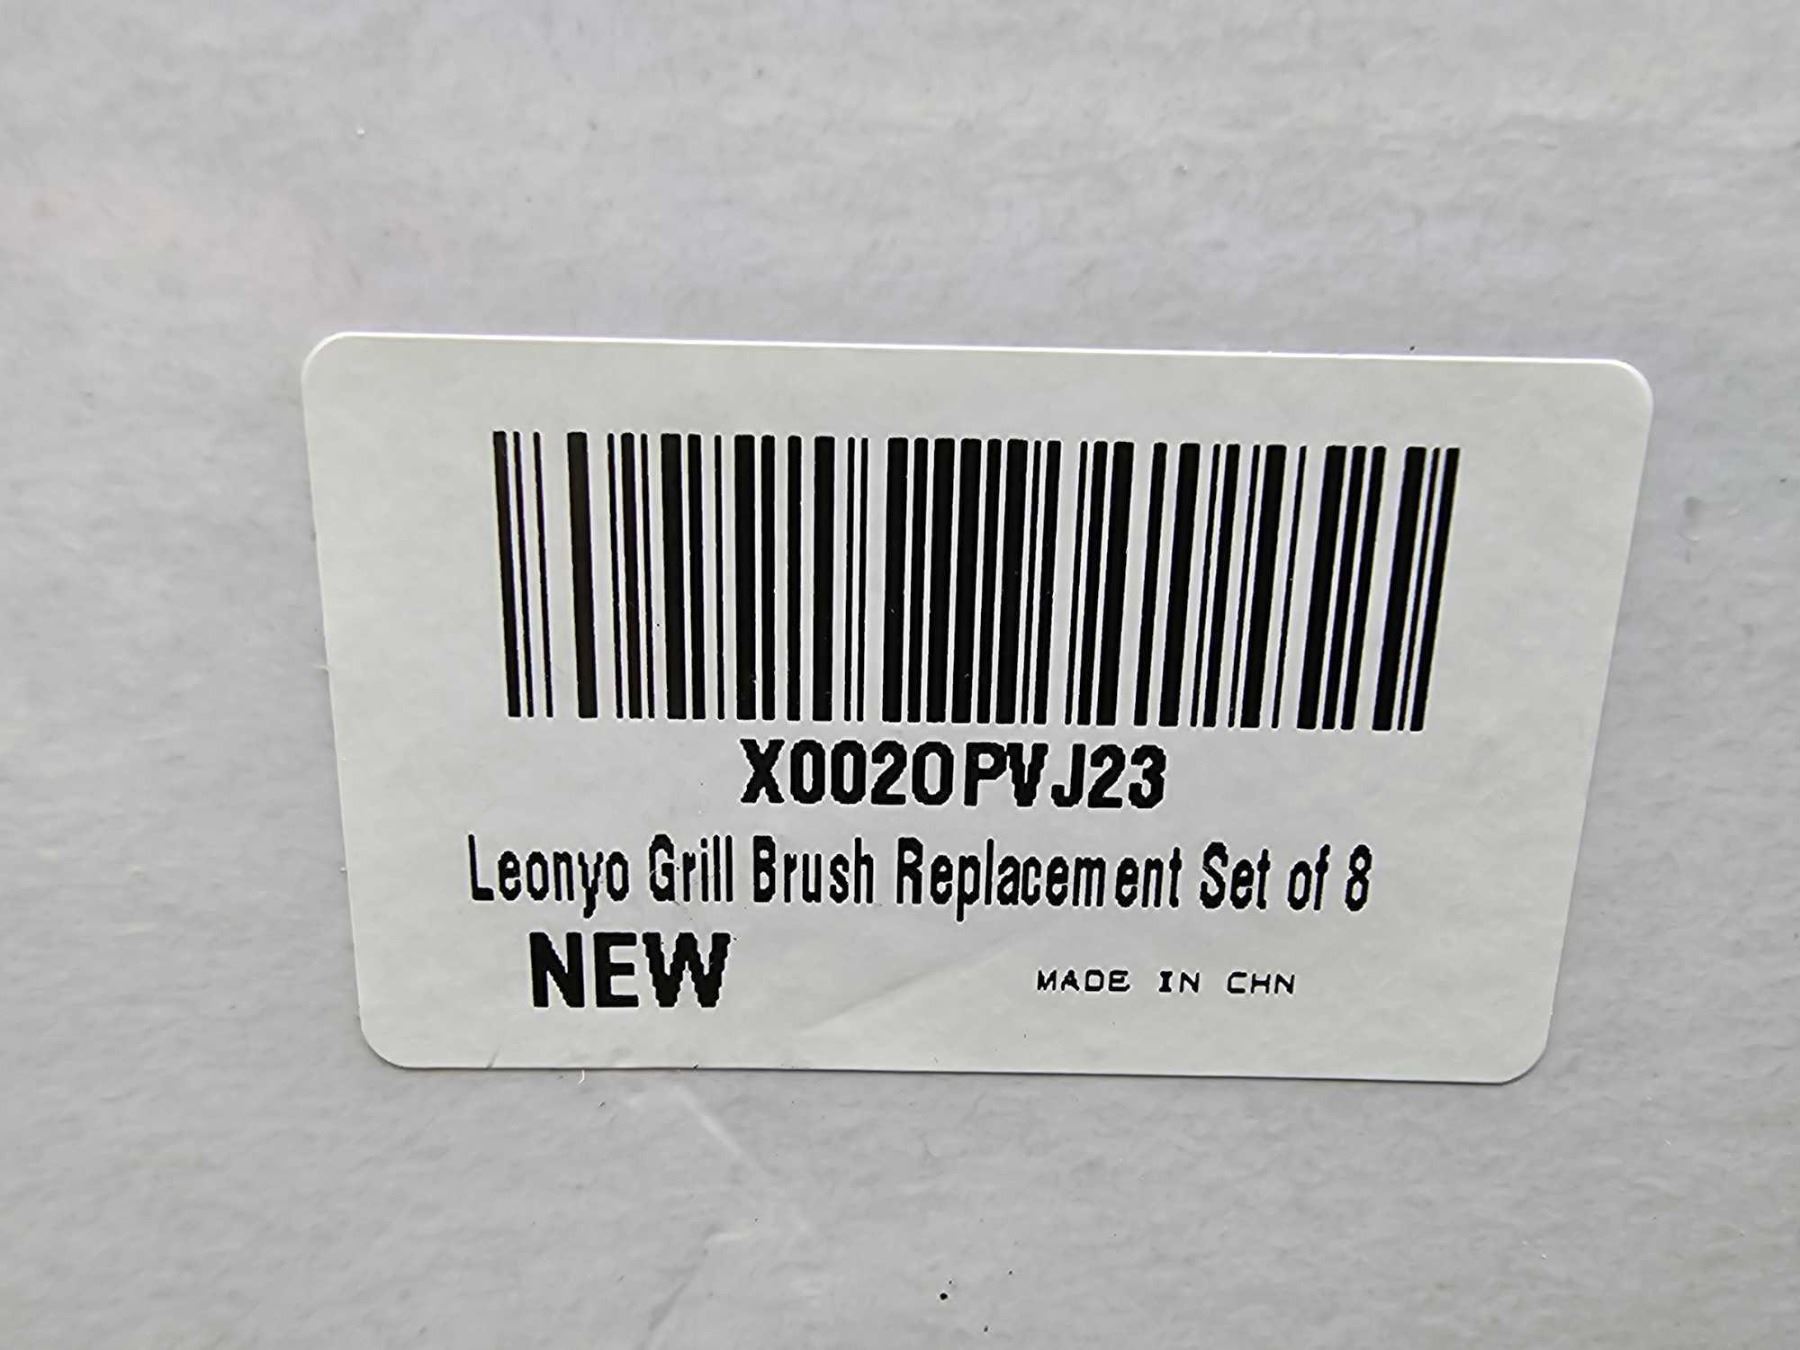 X0020PVJ23
Leonyo Grill Brush Replacement Set of 8
NEW
MADE IN CHN